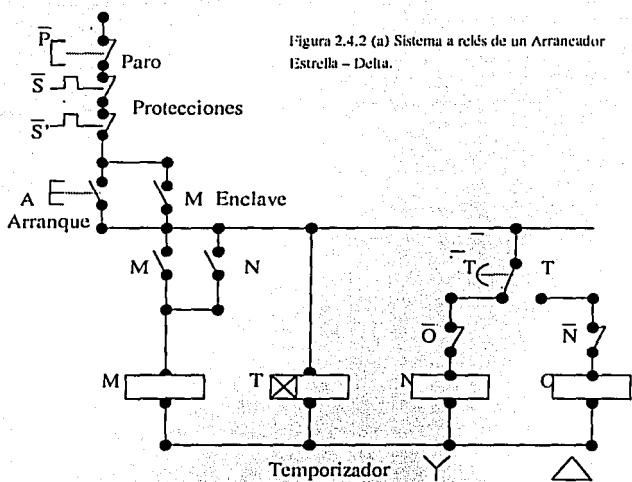 P̅
Figura 2.4.2 (a) Sistema a relés de un Arrancador
Estrella – Delta.
Paro
S̅
Protecciones
S̅'
A
M Enclave
Arranque
M
N
T̅
T
O̅
N̅
M
T
N
O
Temporizador